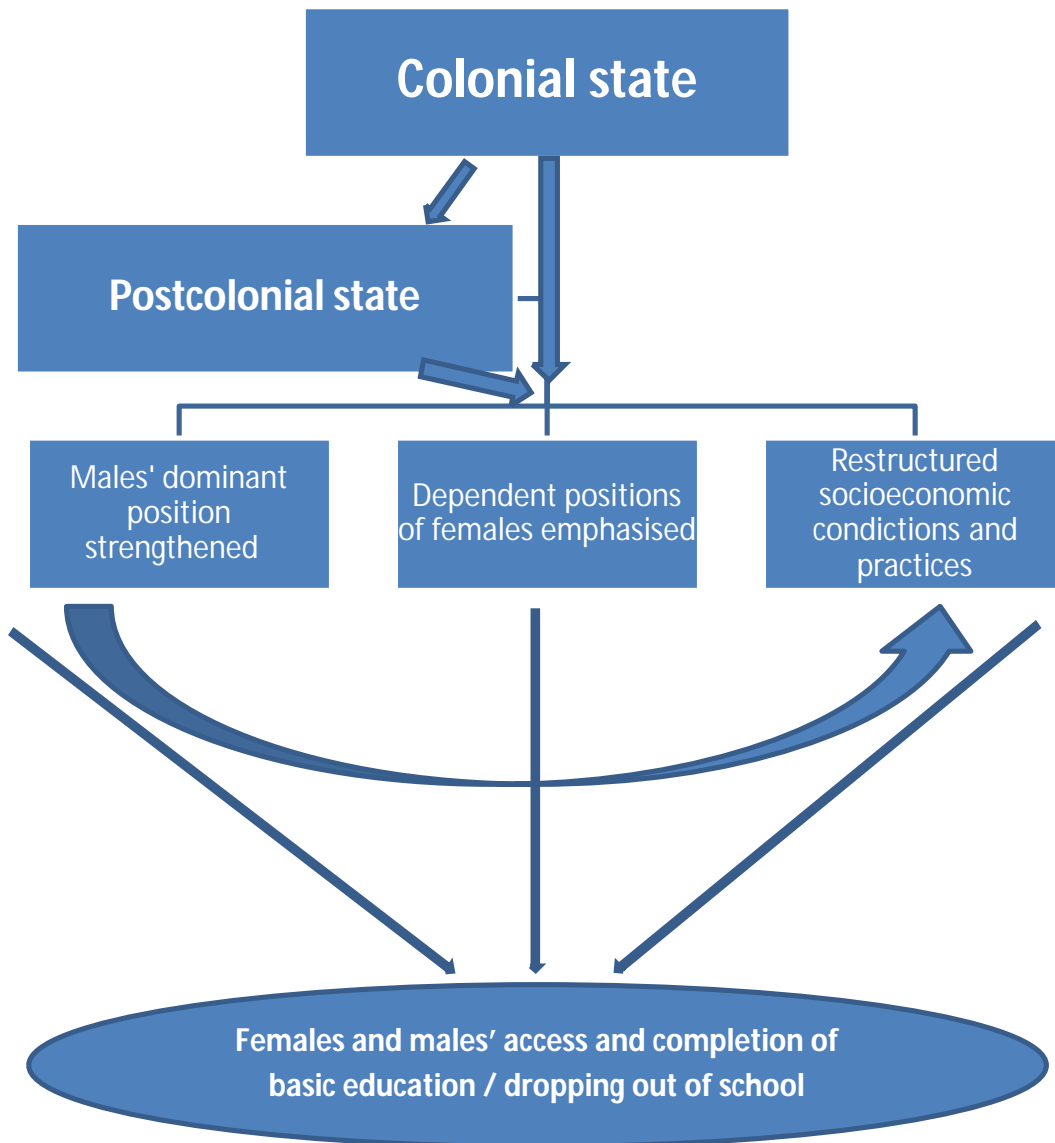 Colonial state
Postcolonial state
Males' dominant
position
strengthened
Dependent positions
of females emphasised
Restructured
socioeconomic
condictions and
practices
Females and males’ access and completion of
basic education / dropping out of school